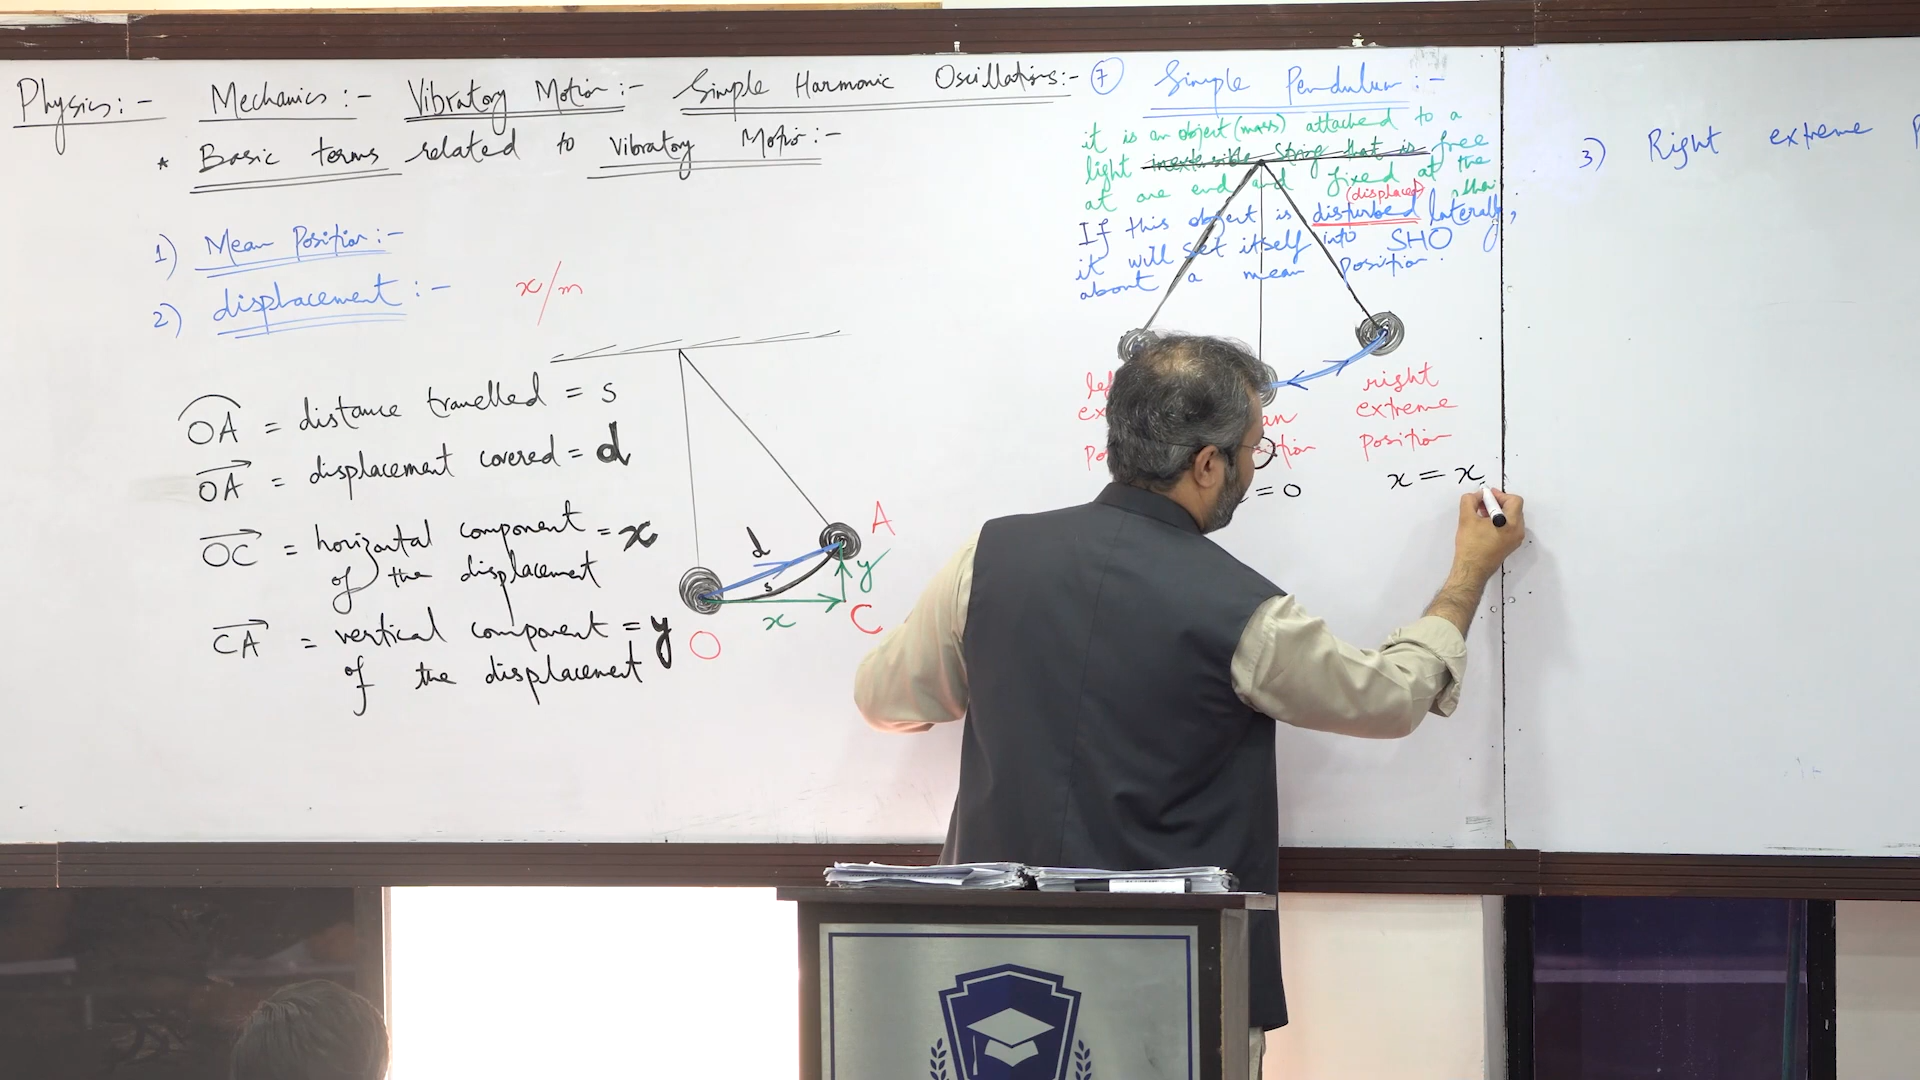 Physics:- Mechanics:- Vibratory Motion:- Simple Harmonic Oscillations:-
* Basic terms related to Vibratory Motio:-
1) Mean Position:-
2) displacement:- x/m
OA = distance travelled = s
OA = displacement covered = d
OC = horizontal component = x
of the displacement
CA = vertical component = y
of the displacement
d
s
A
y
x
C
O
7 Simple Pendulum:-
it is an object (mass) attached to a
light string that is free
at one end and fixed at the
(displaced)
If this object is disturbed laterally,
it will set itself into SHO
about a mean position.
right
extreme
position
= 0
x = x
3) Right extreme P